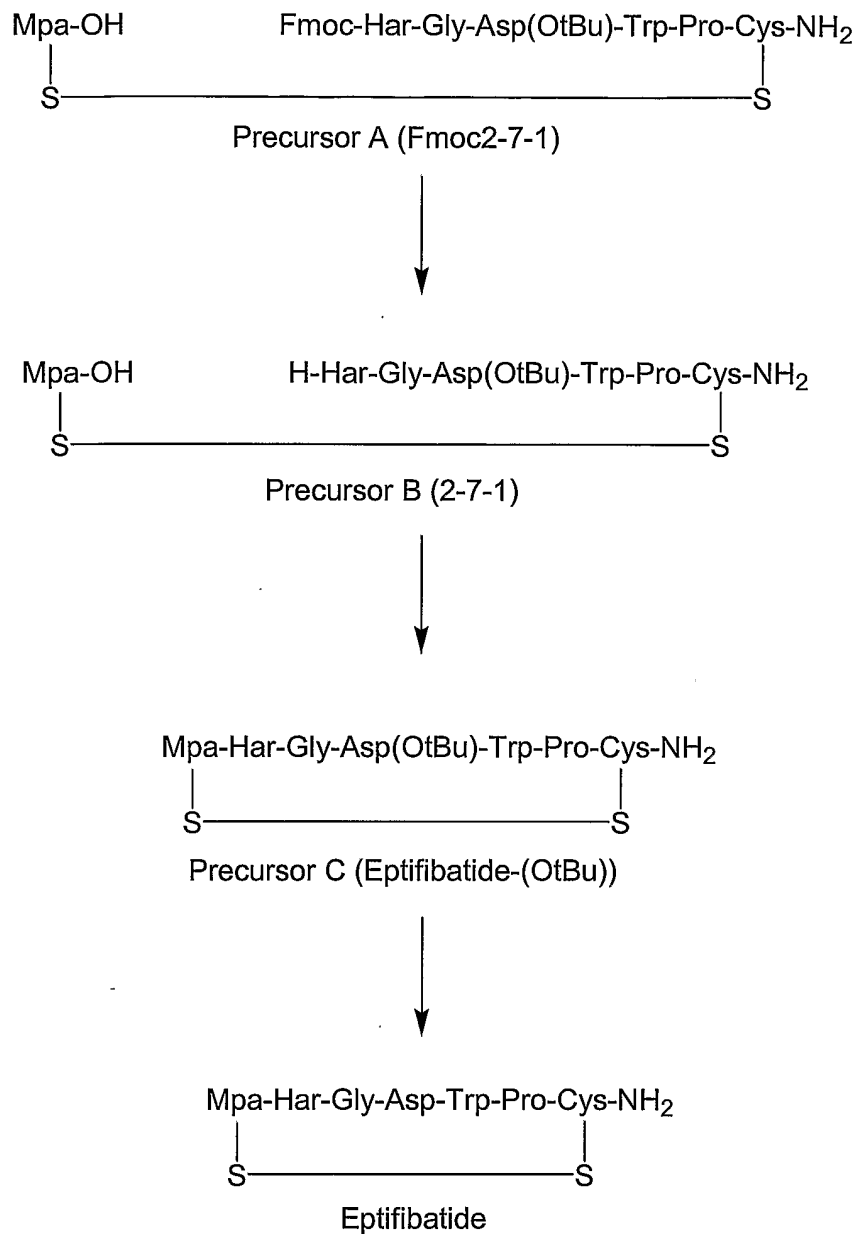 Mpa-OH Fmoc-Har-Gly-Asp(OtBu)-Trp-Pro-Cys-NH2
S S
Precursor A (Fmoc2-7-1)
Mpa-OH H-Har-Gly-Asp(OtBu)-Trp-Pro-Cys-NH2
S S
Precursor B (2-7-1)
Mpa-Har-Gly-Asp(OtBu)-Trp-Pro-Cys-NH2
S S
Precursor C (Eptifibatide-(OtBu))
Mpa-Har-Gly-Asp-Trp-Pro-Cys-NH2
S S
Eptifibatide